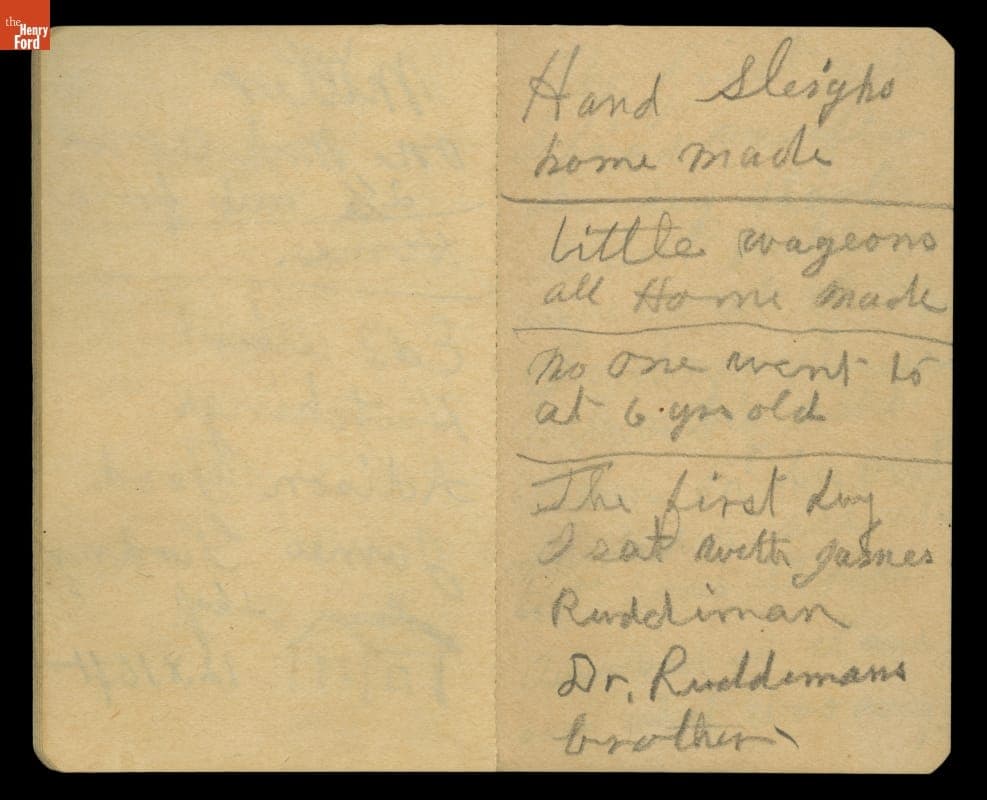 the
Henry
Ford
Hand Sleighs
home made
Little wageons
all Home made
no one went to
at 6 yrs old
The first day
I sat with James
Ruddiman
Dr. Ruddemans
brother